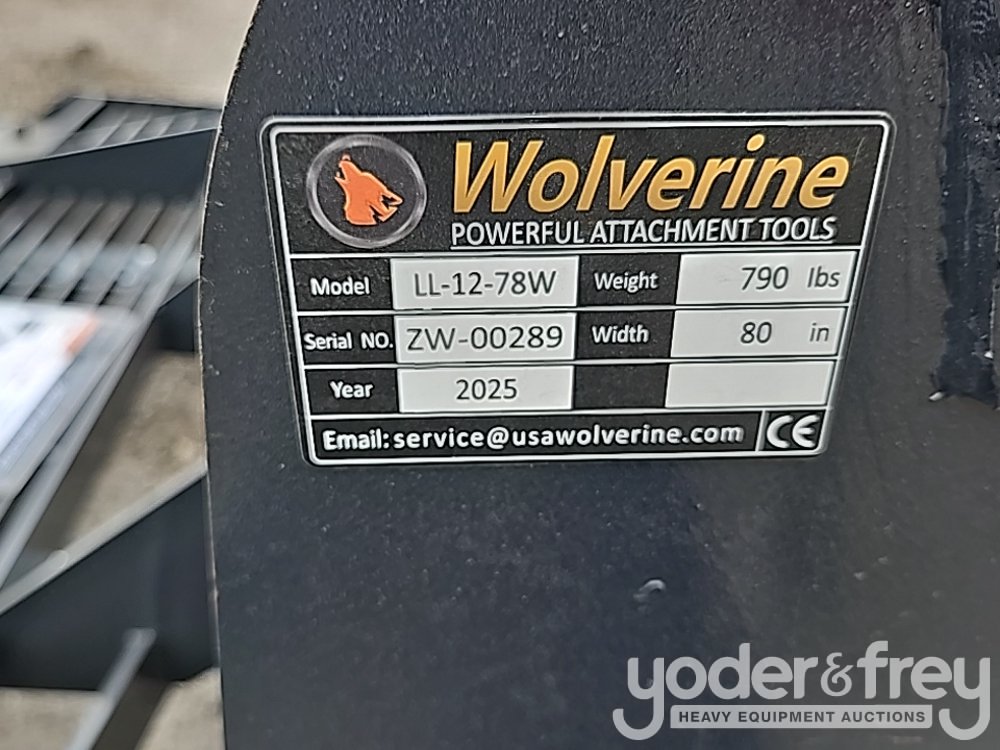 Wolverine
POWERFUL ATTACHMENT TOOLS
Model LL-12-78W Weight 790 lbs
Serial NO. ZW-00289 Width 80 in
Year 2025
Email: service@usawolverine.com CE
yoder&frey
HEAVY EQUIPMENT AUCTIONS